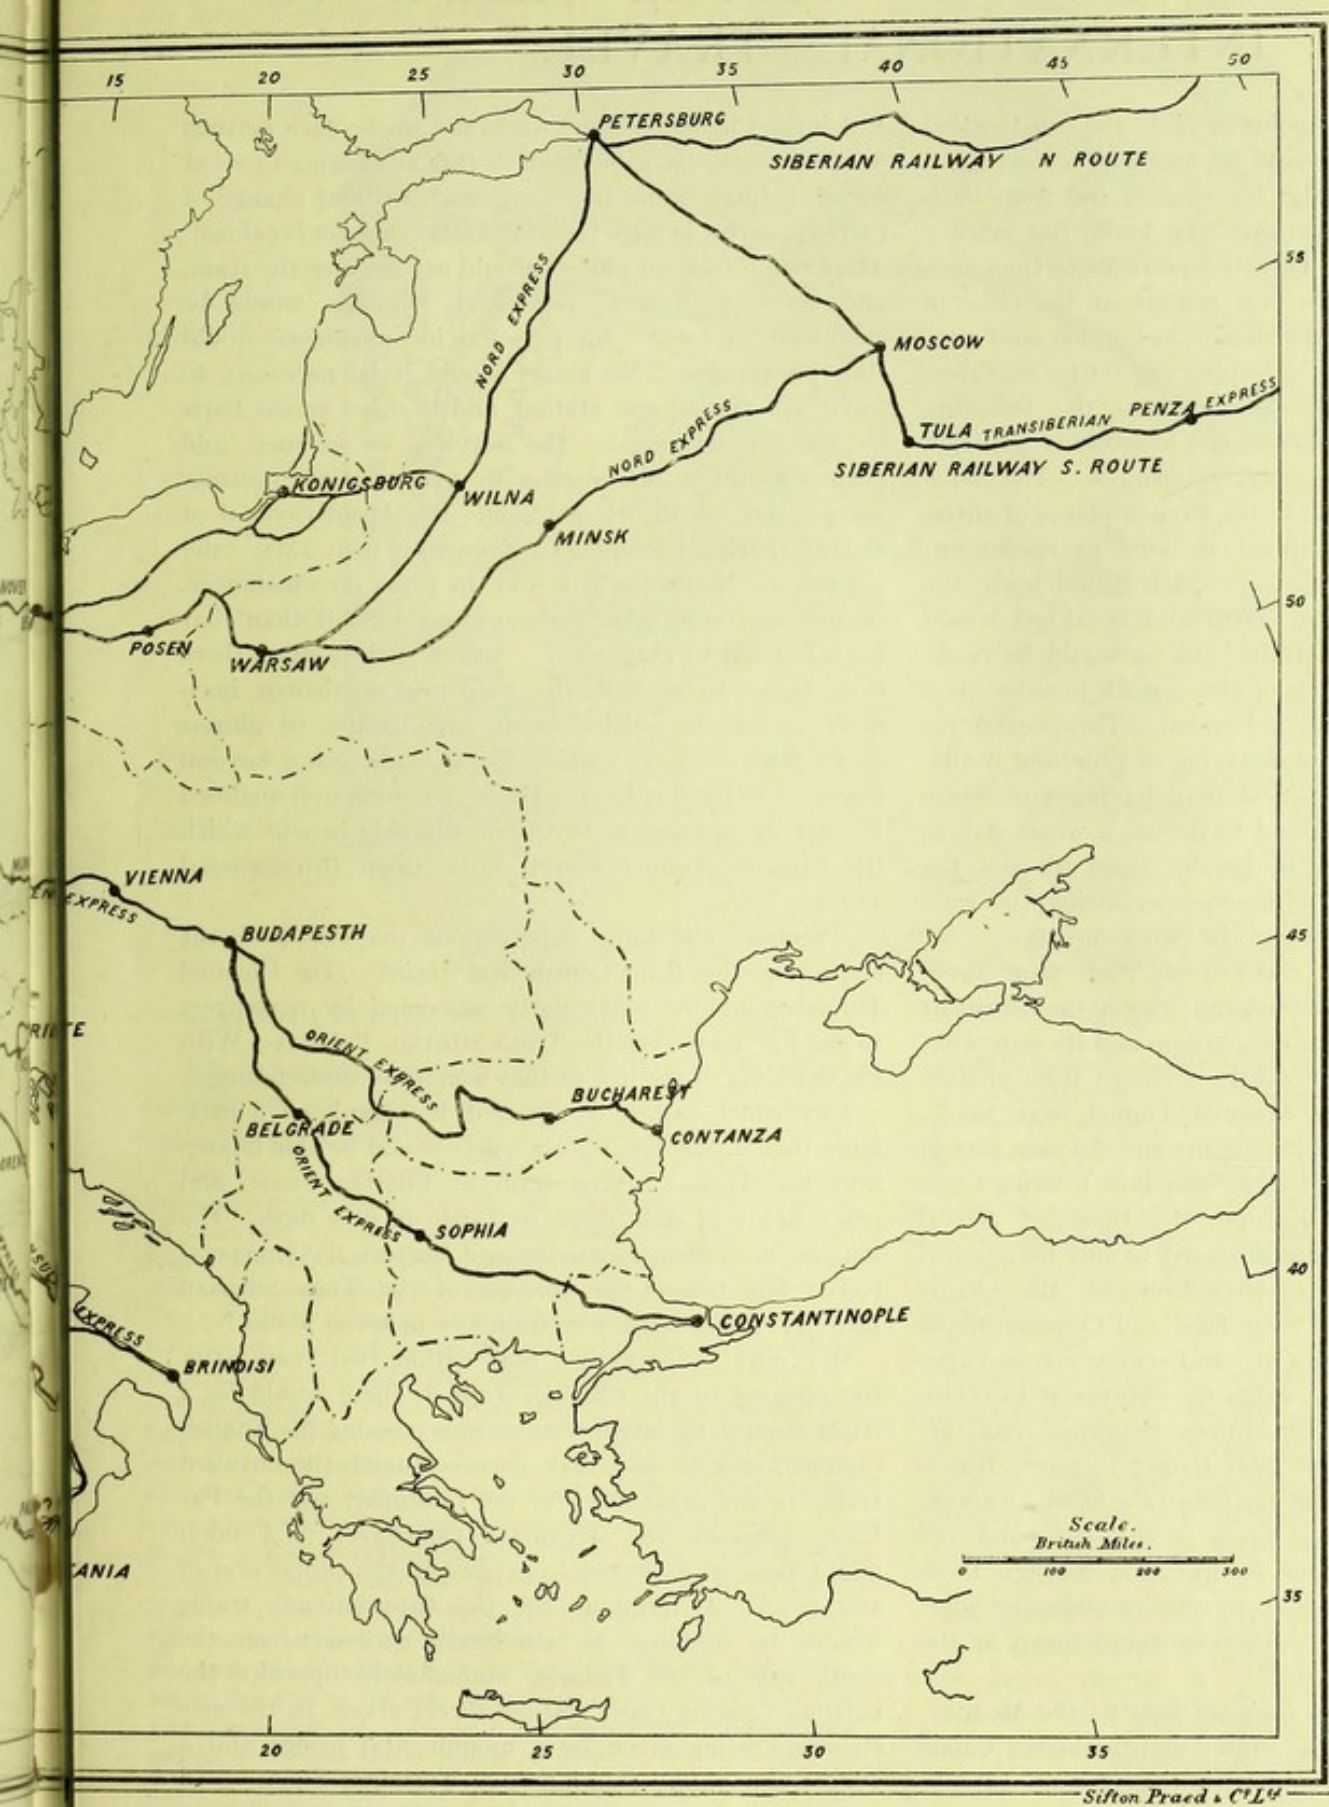 15 20 25 30 35 40 45 50
PETERSBURG
SIBERIAN RAILWAY N ROUTE
55
NORD EXPRESS
MOSCOW
PENZA
TRANSIBERIAN EXPRESS
TULA
NORD EXPRESS
SIBERIAN RAILWAY S. ROUTE
KONIGSBURG
WILNA
MINSK
50
POSEN
WARSAW
VIENNA
EXPRESS
BUDAPESTH
45
ORIENT EXPRESS
BUCHAREST
BELGRADE
CONTANZA
ORIENT EXPRESS
SOPHIA
40
CONSTANTINOPLE
EXPRESS
BRINDISI
Scale.
British Miles.
0 100 200 300
ANIA
35
20 25 30 35
Sifton Praed & Co Ltd